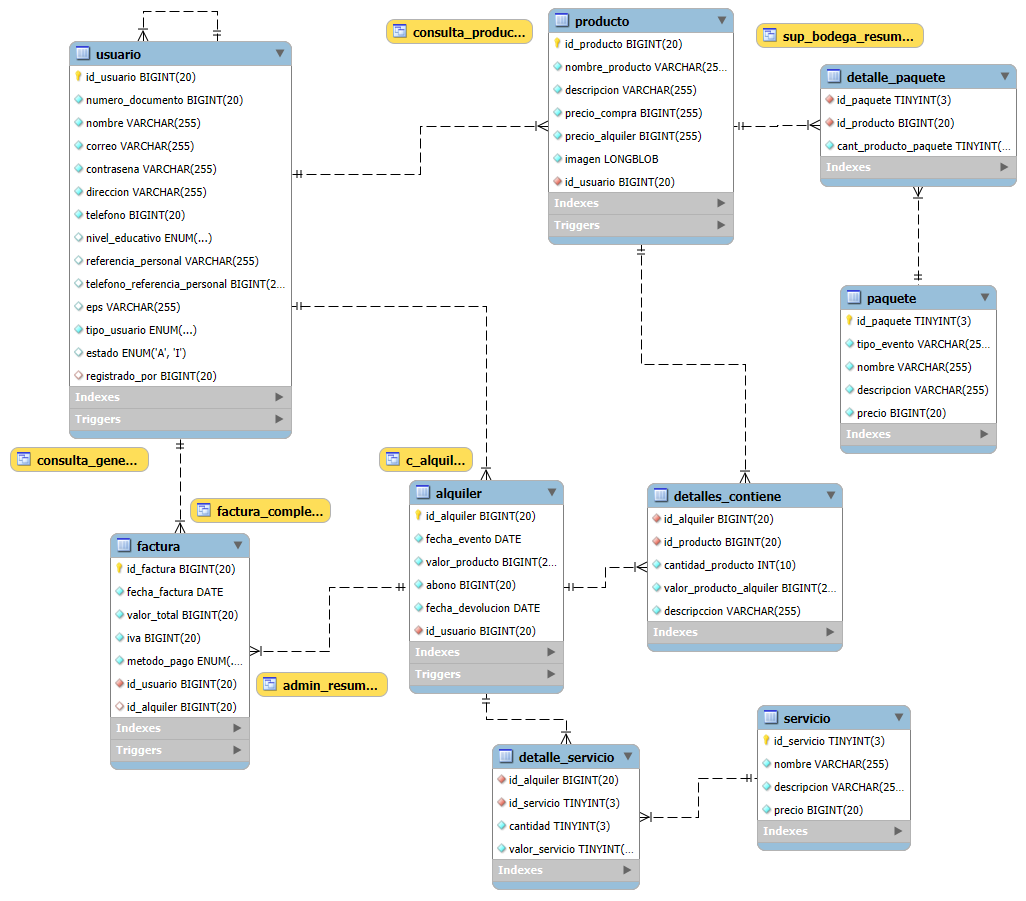 usuario
id_usuario BIGINT(20)
numero_documento BIGINT(20)
nombre VARCHAR(255)
correo VARCHAR(255)
contrasena VARCHAR(255)
direccion VARCHAR(255)
telefono BIGINT(20)
nivel_educativo ENUM(...)
referencia_personal VARCHAR(255)
telefono_referencia_personal BIGINT(2...
eps VARCHAR(255)
tipo_usuario ENUM(...)
estado ENUM('A', 'I')
registrado_por BIGINT(20)
Indexes
Triggers
consulta_produc...
producto
id_producto BIGINT(20)
nombre_producto VARCHAR(25...
descripcion VARCHAR(255)
precio_compra BIGINT(255)
precio_alquiler BIGINT(255)
imagen LONGBLOB
id_usuario BIGINT(20)
Indexes
Triggers
sup_bodega_resum...
detalle_paquete
id_paquete TINYINT(3)
id_producto BIGINT(20)
cant_producto_paquete TINYINT(...
Indexes
paquete
id_paquete TINYINT(3)
tipo_evento VARCHAR(25...
nombre VARCHAR(255)
descripcion VARCHAR(255)
precio BIGINT(20)
Indexes
consulta_gene...
factura_comple...
c_alquil...
factura
id_factura BIGINT(20)
fecha_factura DATE
valor_total BIGINT(20)
iva BIGINT(20)
metodo_pago ENUM(....
id_usuario BIGINT(20)
id_alquiler BIGINT(20)
Indexes
Triggers
admin_resum...
alquiler
id_alquiler BIGINT(20)
fecha_evento DATE
valor_producto BIGINT(2...
abono BIGINT(20)
fecha_devolucion DATE
id_usuario BIGINT(20)
Indexes
Triggers
detalles_contiene
id_alquiler BIGINT(20)
id_producto BIGINT(20)
cantidad_producto INT(10)
valor_producto_alquiler BIGINT(2...
descripccion VARCHAR(255)
Indexes
detalle_servicio
id_alquiler BIGINT(20)
id_servicio TINYINT(3)
cantidad TINYINT(3)
valor_servicio TINYINT(...
Indexes
servicio
id_servicio TINYINT(3)
nombre VARCHAR(255)
descripcion VARCHAR(25...
precio BIGINT(20)
Indexes